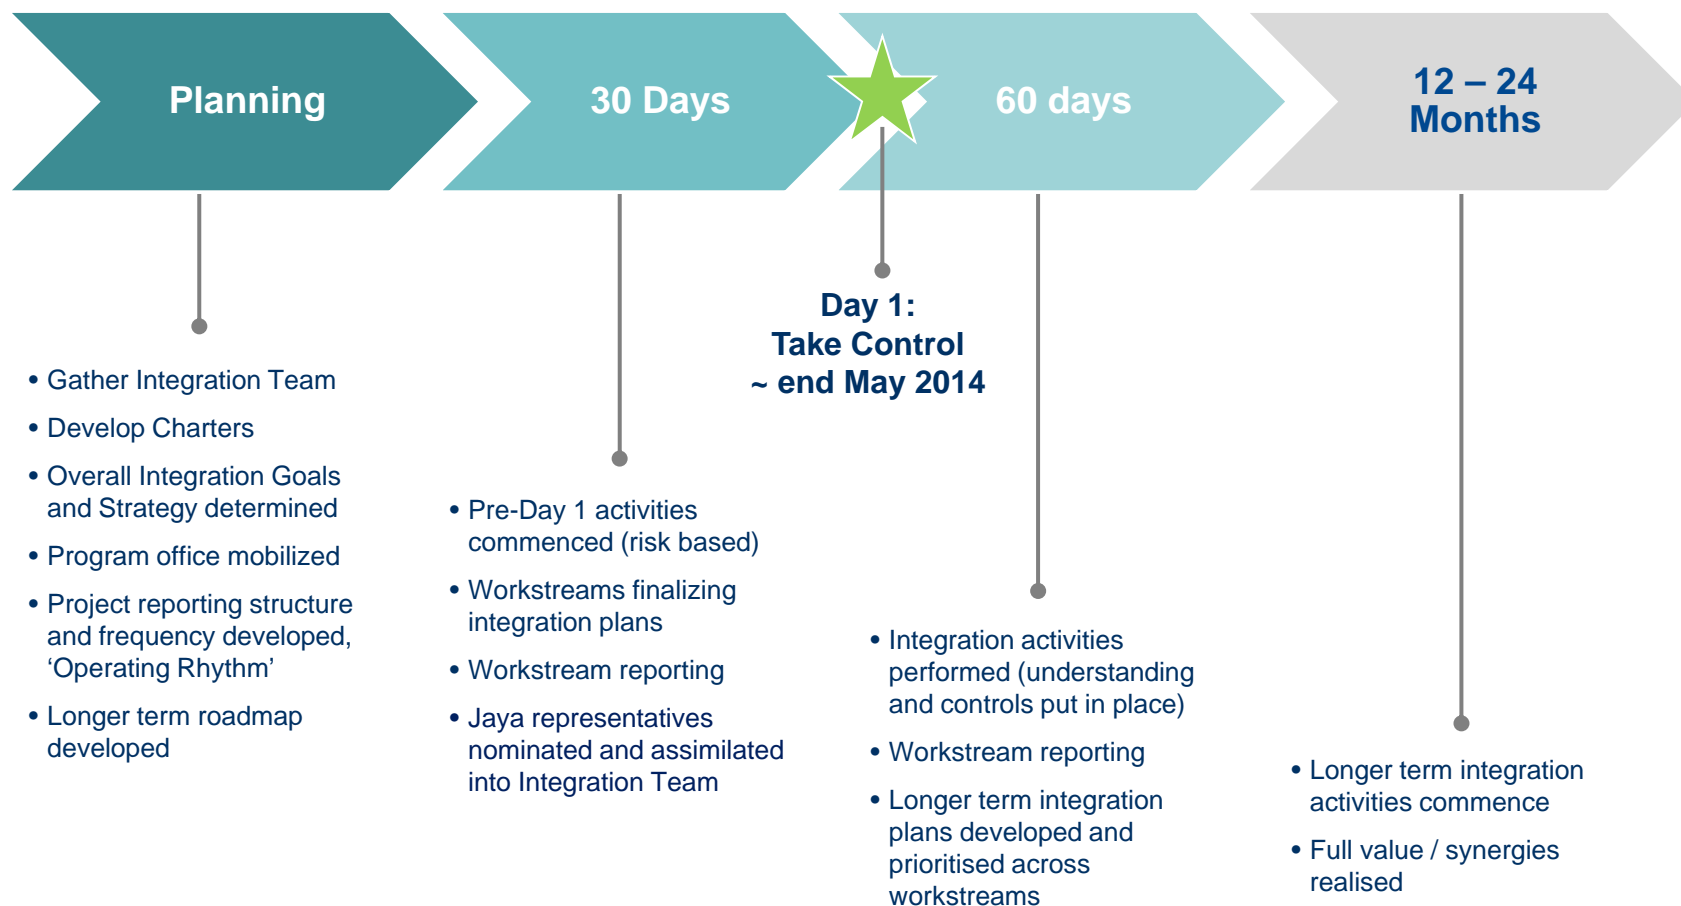 Planning
30 Days
60 days
12 – 24
Months
Day 1:
Take Control
~ end May 2014
• Gather Integration Team
• Develop Charters
• Overall Integration Goals
and Strategy determined
• Program office mobilized
• Project reporting structure
and frequency developed,
‘Operating Rhythm’
• Longer term roadmap
developed
• Pre-Day 1 activities
commenced (risk based)
• Workstreams finalizing
integration plans
• Workstream reporting
• Jaya representatives
nominated and assimilated
into Integration Team
• Integration activities
performed (understanding
and controls put in place)
• Workstream reporting
• Longer term integration
plans developed and
prioritised across
workstreams
• Longer term integration
activities commence
• Full value / synergies
realised